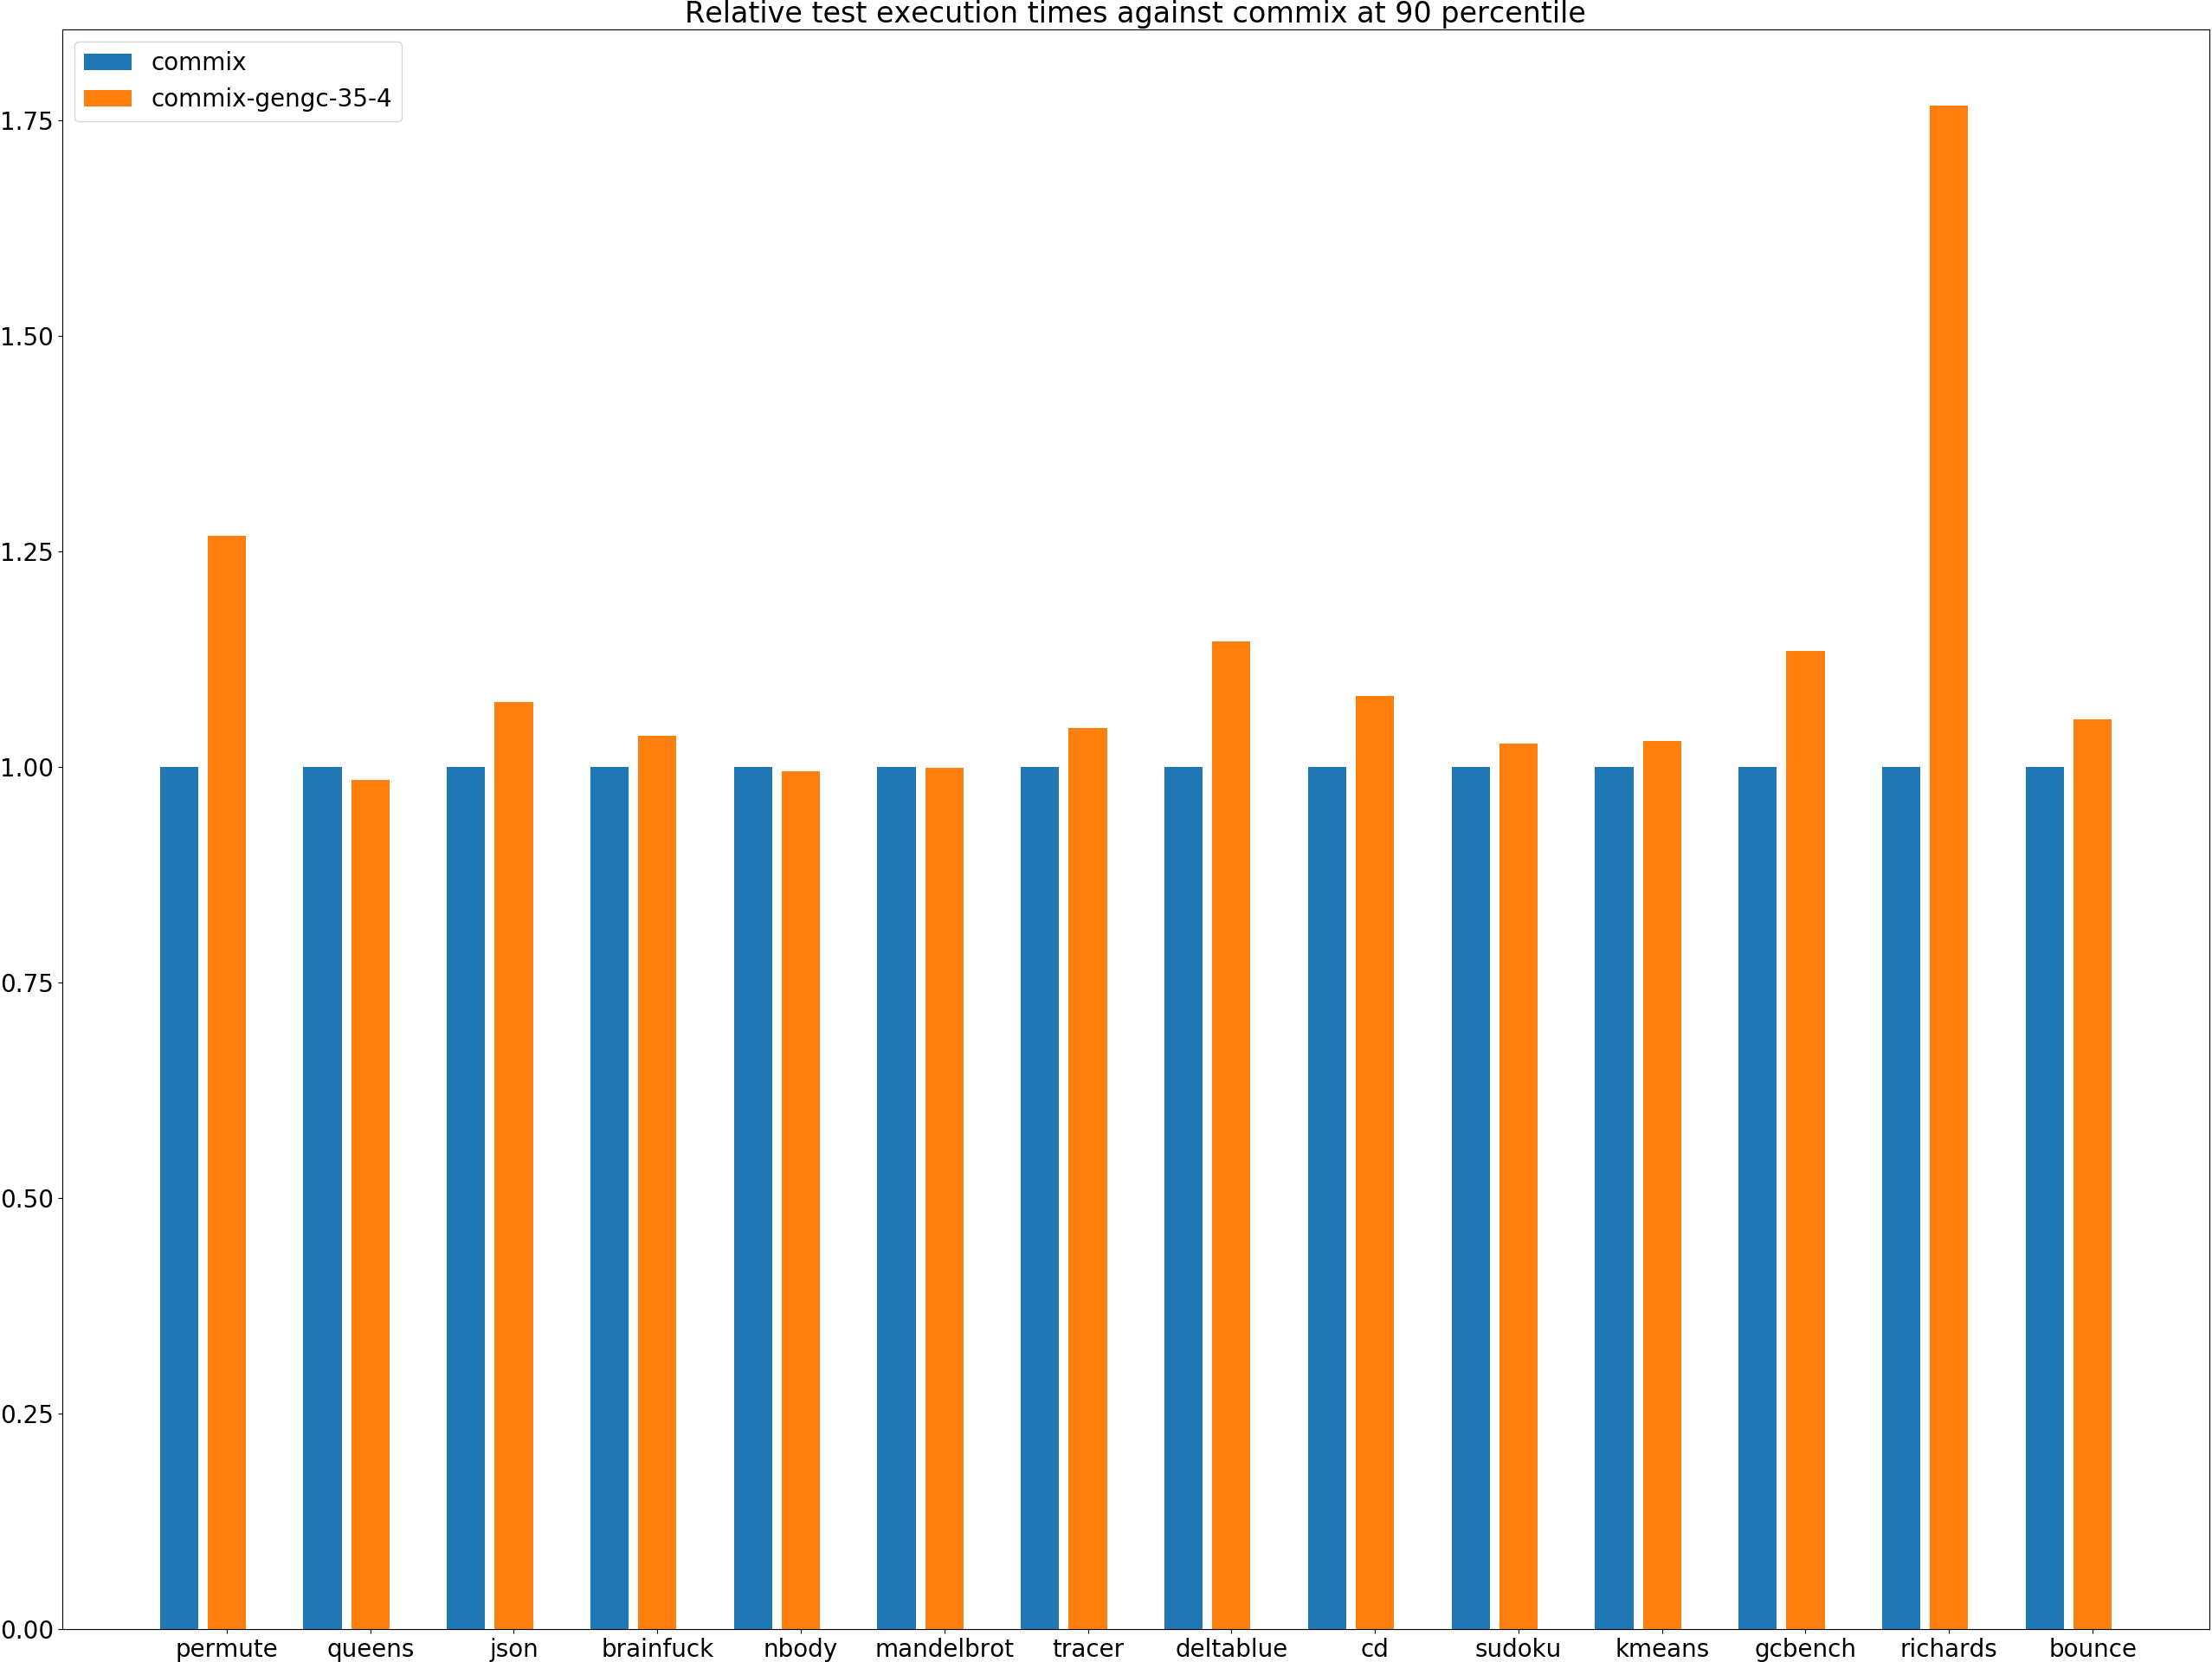 Relative test execution times against commix at 90 percentile
commix
commix-gengc-35-4
1.75
1.50
1.25
1.00
0.75
0.50
0.25
0.00
permute queens json brainfuck nbody mandelbrot tracer deltablue cd sudoku kmeans gcbench richards bounce